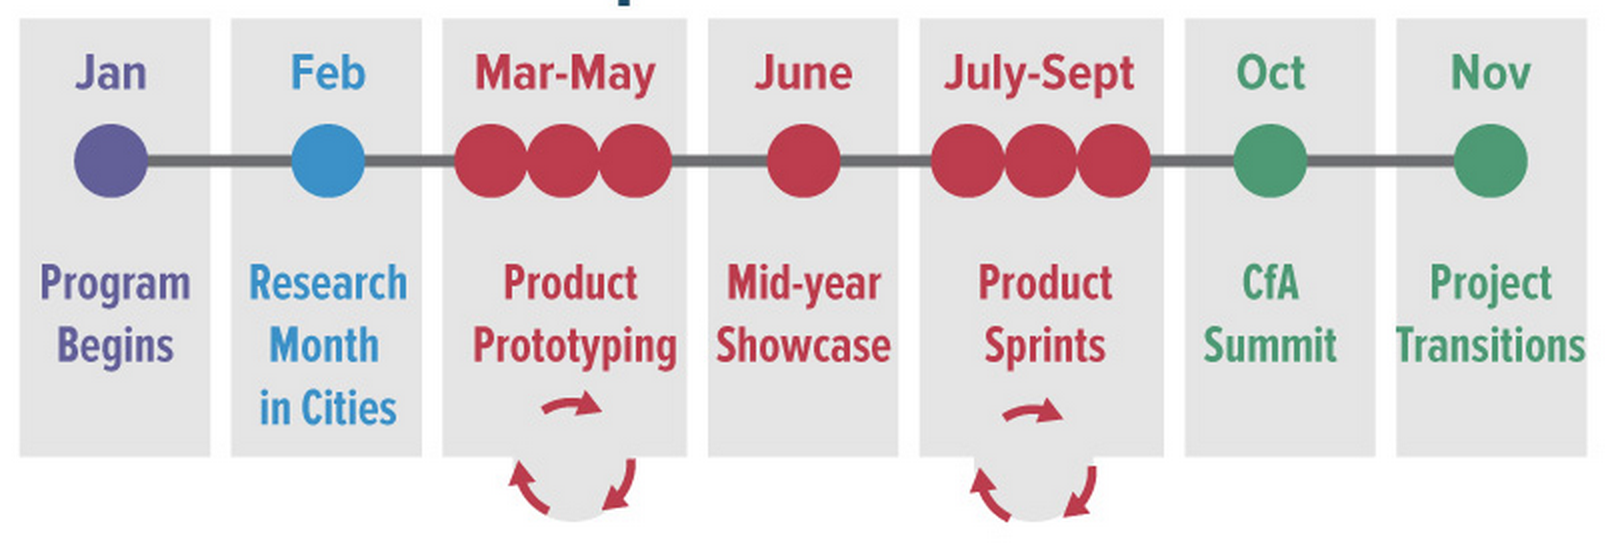 Jan
Program
Begins
Feb
Research
Month
in Cities
Mar-May
Product
Prototyping
June
Mid-year
Showcase
July-Sept
Product
Sprints
Oct
CfA
Summit
Nov
Project
Transitions